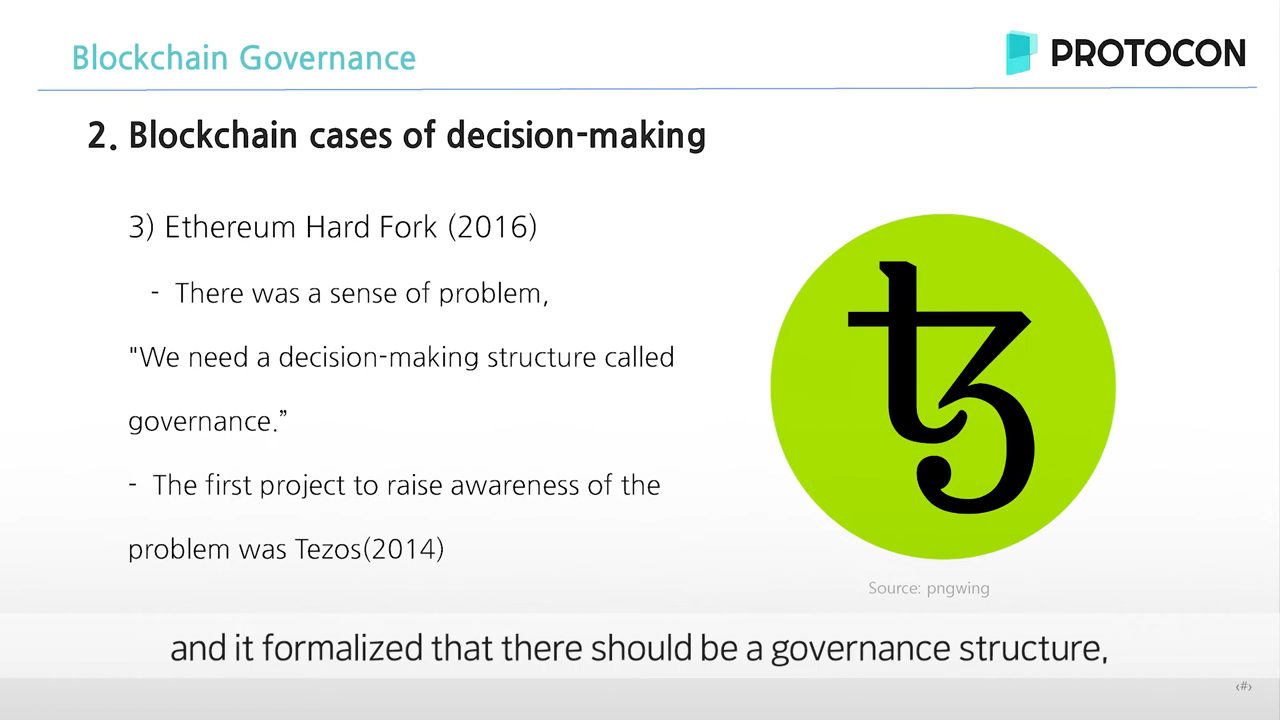 Blockchain Governance
PROTOCON
2. Blockchain cases of decision-making
3) Ethereum Hard Fork (2016)
- There was a sense of problem,
"We need a decision-making structure called
governance.”
- The first project to raise awareness of the
problem was Tezos(2014)
Source: pngwing
and it formalized that there should be a governance structure,
‹#›